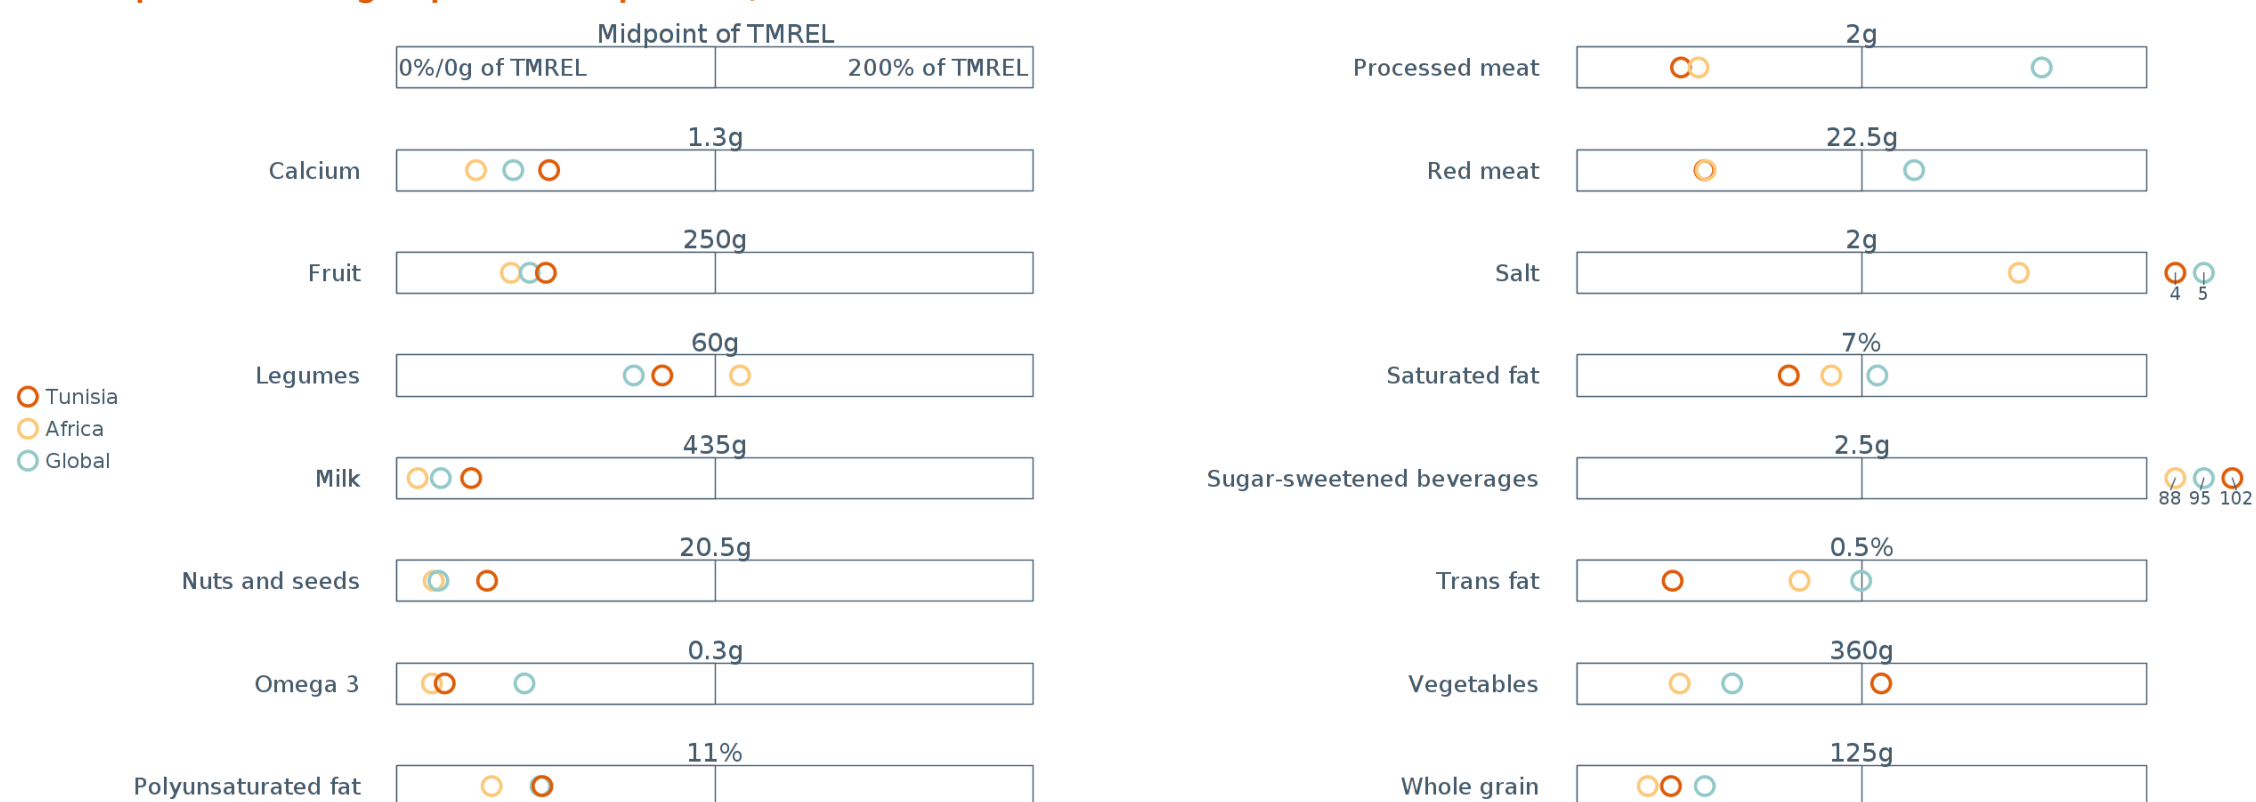 Midpoint of TMREL
0%/0g of TMREL 200% of TMREL
Calcium 1.3g
Fruit 250g
Legumes 60g
Milk 435g
Nuts and seeds 20.5g
Omega 3 0.3g
Polyunsaturated fat 11%
Tunisia
Africa
Global
Processed meat 2g
Red meat 22.5g
Salt 2g
4 5
Saturated fat 7%
Sugar-sweetened beverages 2.5g
88 95 102
Trans fat 0.5%
Vegetables 360g
Whole grain 125g